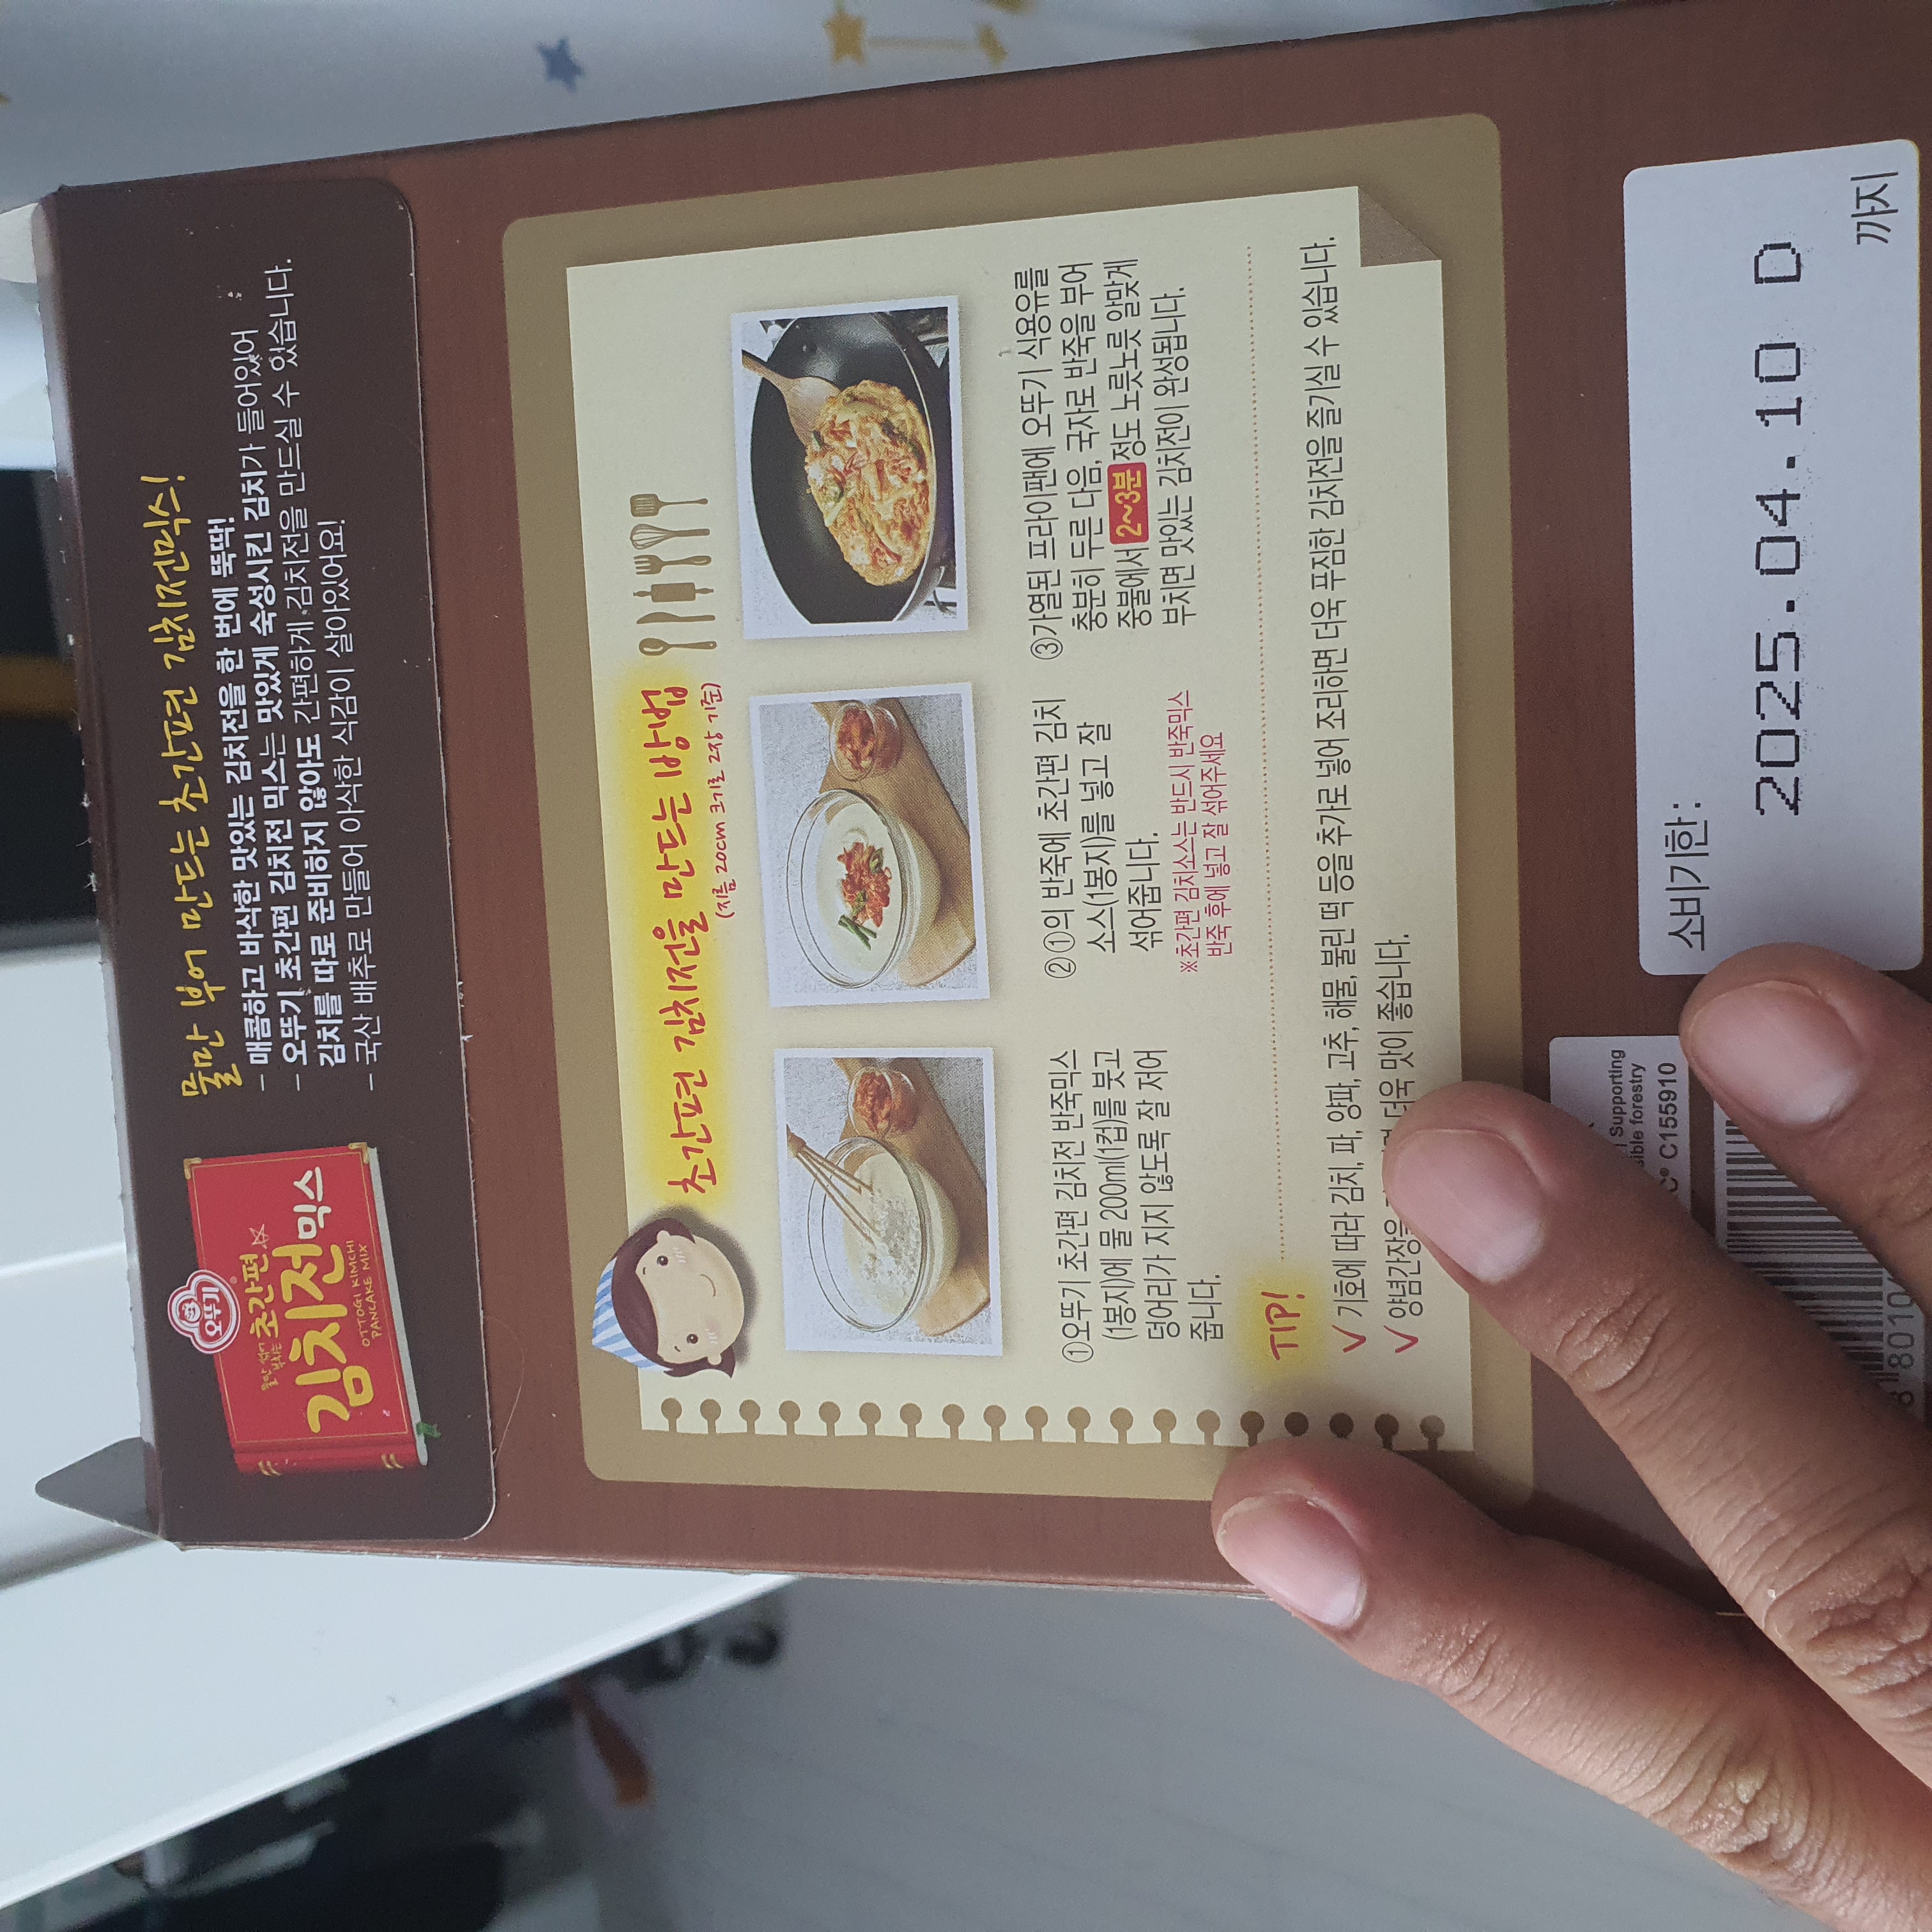 오뚜기
물만 부어 부치는
초간편
김치전믹스
OTTOGI KIMCHI
PANCAKE MIX
물만 부어 만드는 초간편 김치전믹스!
– 매콤하고 바삭한 맛있는 김치전을 한 번에 뚝딱!
– 오뚜기 초간편 김치전 믹스는 맛있게 숙성시킨 김치가 들어있어
김치를 따로 준비하지 않아도 간편하게 김치전을 만드실 수 있습니다.
– 국산 배추로 만들어 아삭한 식감이 살아있어요!
초간편 김치전을 만드는 방법
(지름 20cm 크기로 2장 기준)
①오뚜기 초간편 김치전 반죽믹스
(1봉지)에 물 200ml(1컵)를 붓고
덩어리가 지지 않도록 잘 저어
줍니다.
②①의 반죽에 초간편 김치
소스(1봉지)를 넣고 잘
섞어줍니다.
※초간편 김치소스는 반드시 반죽믹스
반죽 후에 넣고 잘 섞어주세요
③가열된 프라이팬에 오뚜기 식용유를
충분히 두른 다음, 국자로 반죽을 부어
중불에서 2~3분 정도 노릇노릇 알맞게
부치면 맛있는 김치전이 완성됩니다.
TIP!
✓ 기호에 따라 김치, 파, 양파, 고추, 해물, 불린 떡 등을 추가로 넣어 조리하면 더욱 푸짐한 김치전을 즐기실 수 있습니다.
✓ 양념간장을 더욱 맛이 좋습니다.
Supporting
forestry
C155910
소비기한:
2025.04.10 D
까지